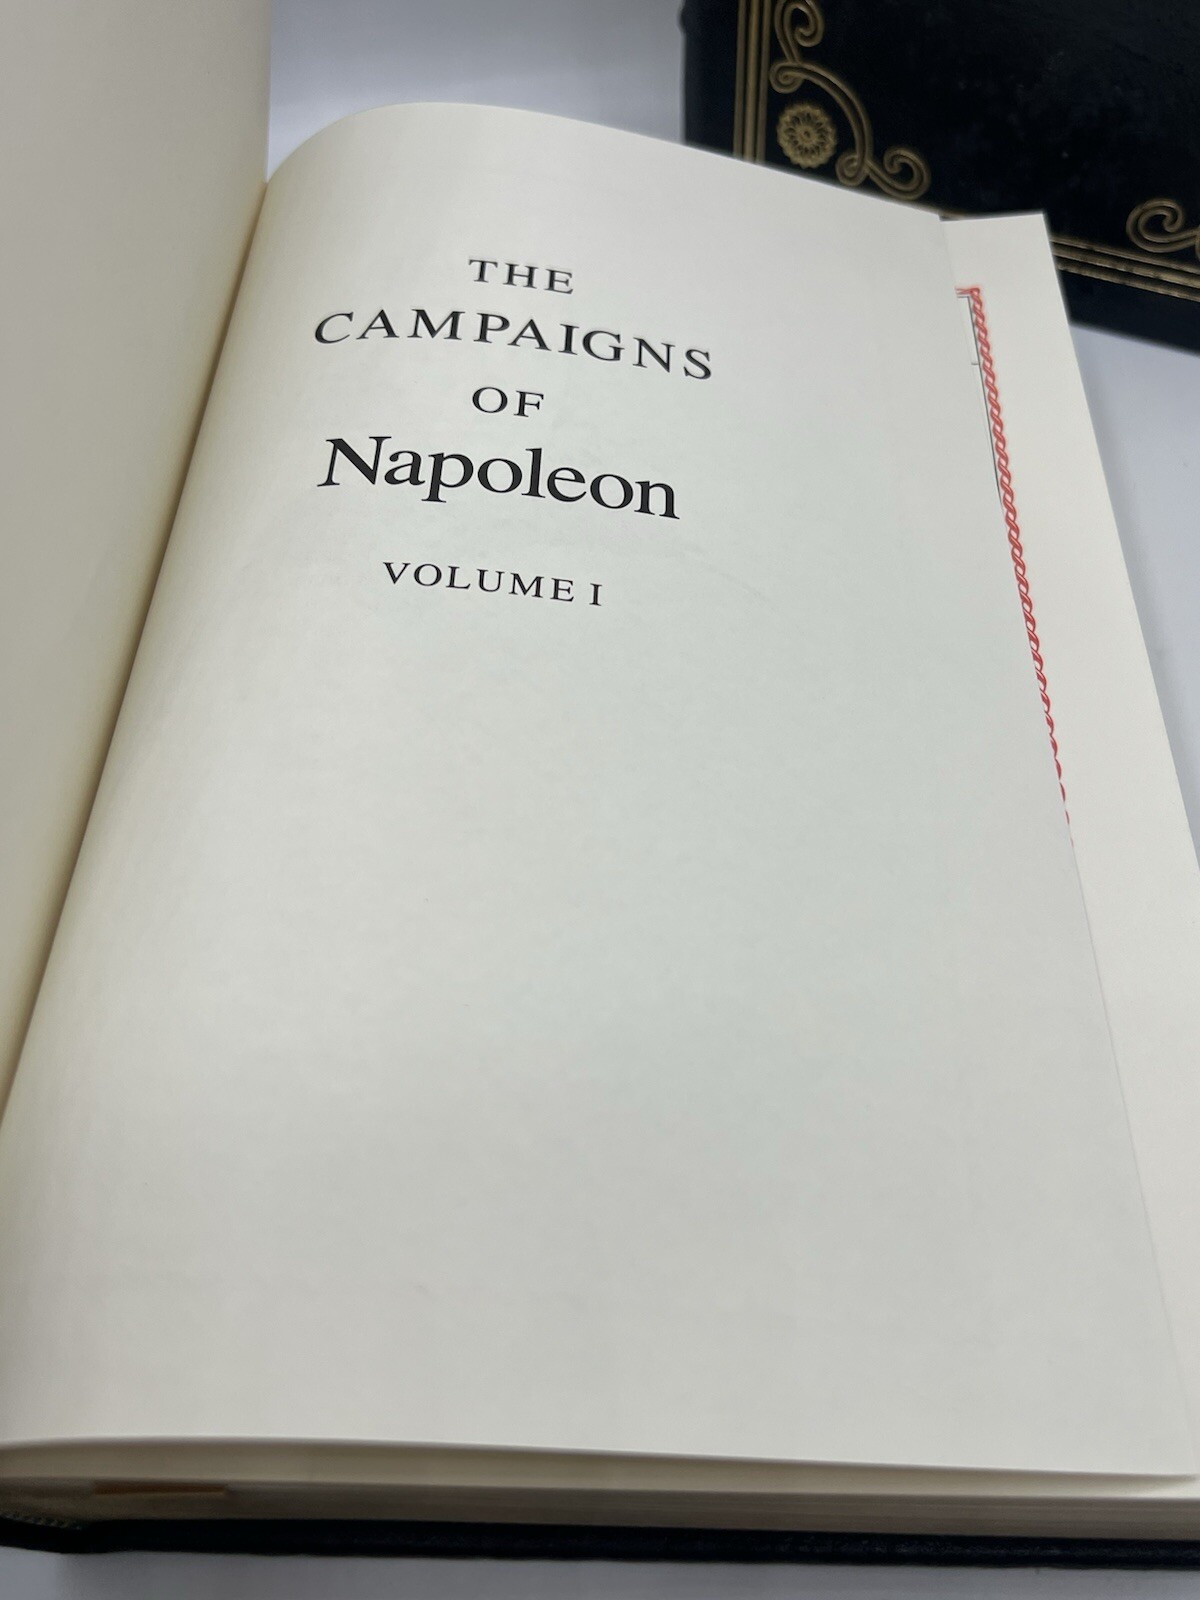 THE
CAMPAIGNS
OF
Napoleon
VOLUME I